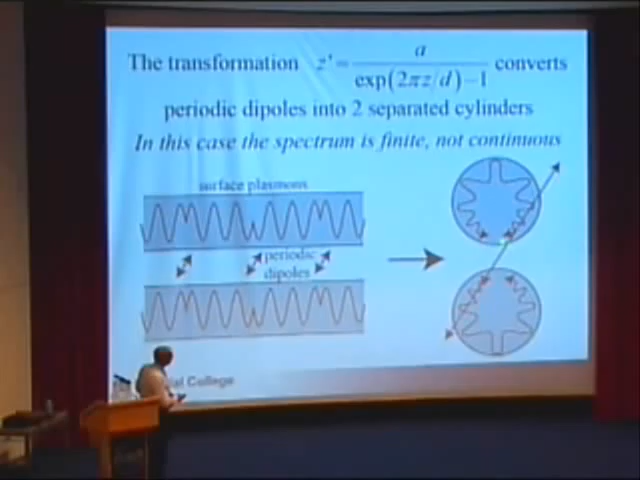 The transformation z' = a / exp(2πz/d) − 1 converts
periodic dipoles into 2 separated cylinders
In this case the spectrum is finite, not continuous
surface plasmons
periodic
dipoles
College